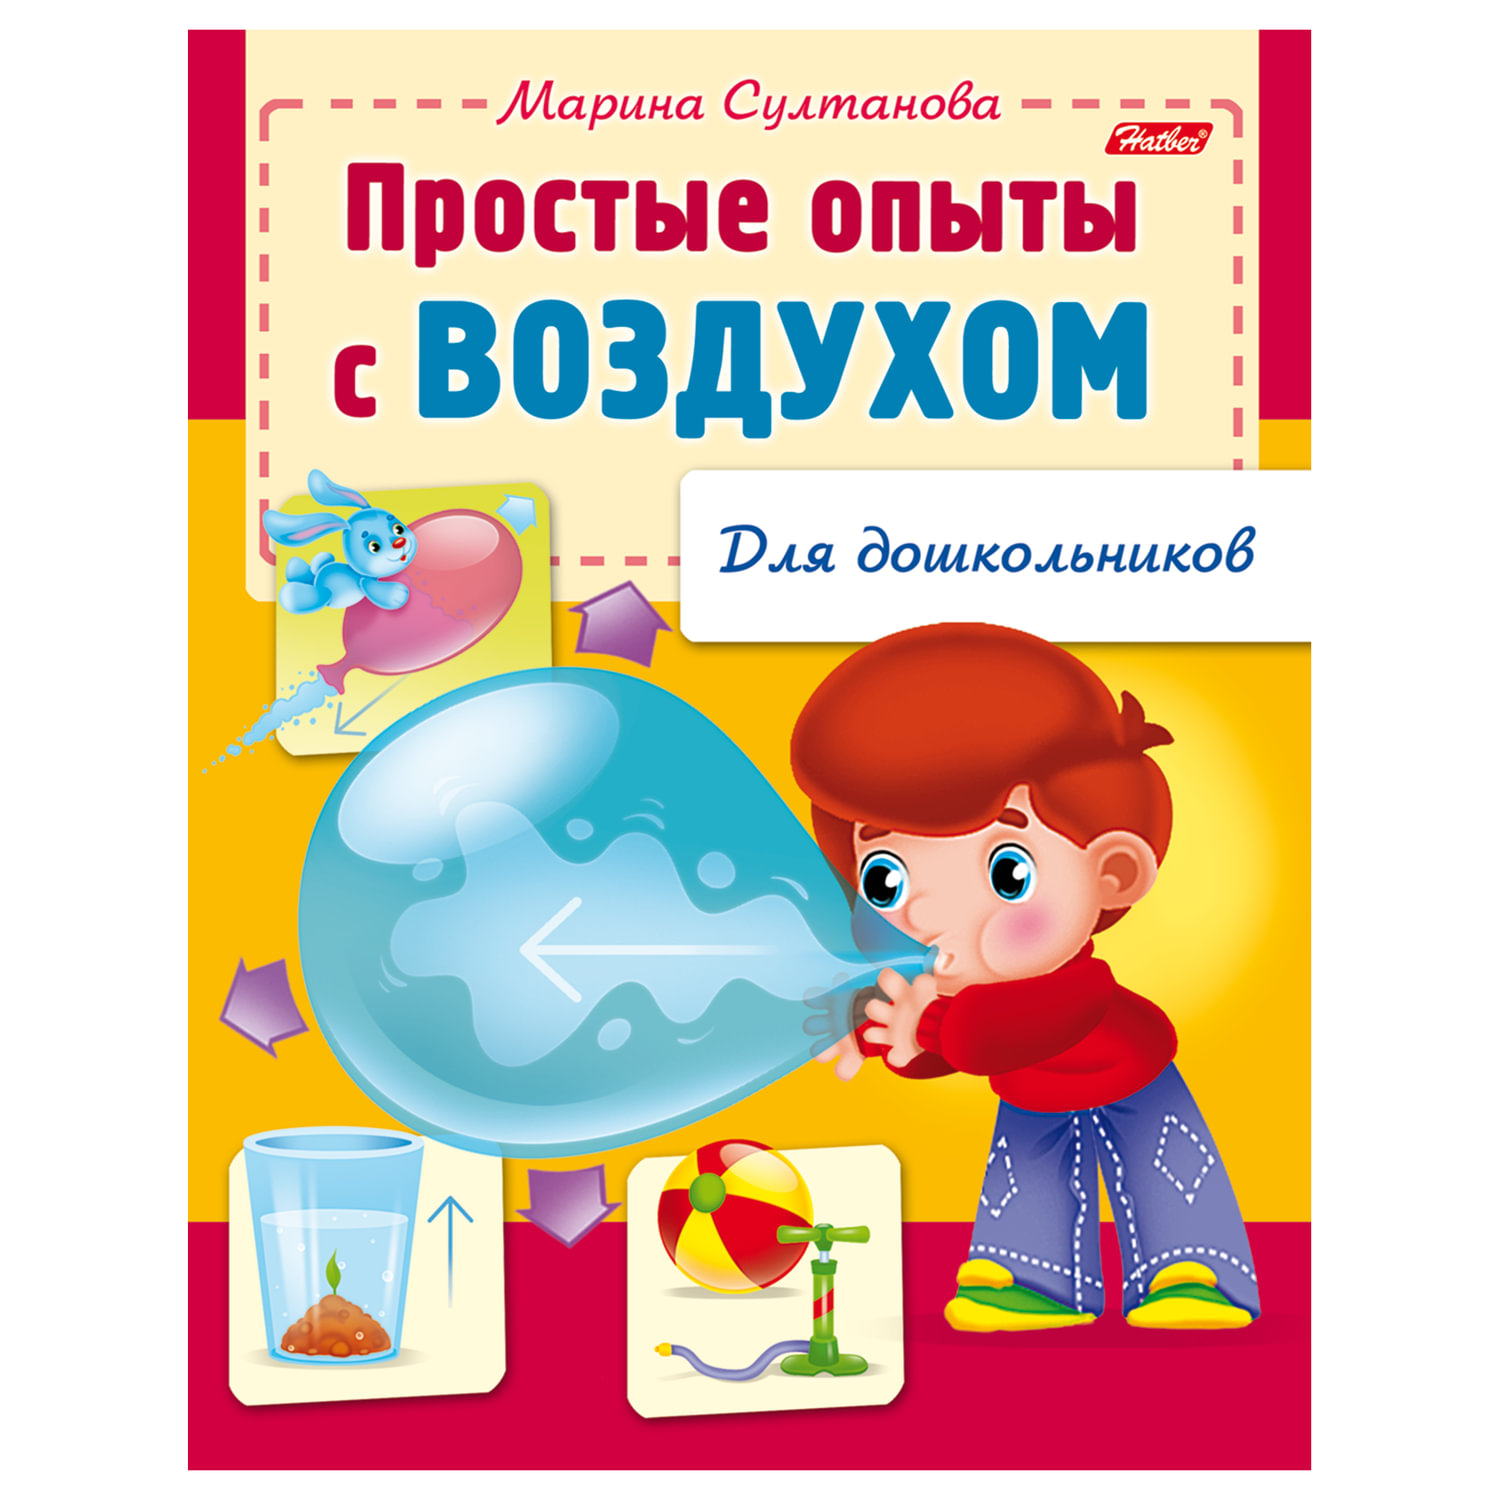 Марина Султанова
Hatber®
Простые опыты
с ВОЗДУХОМ
Для дошкольников